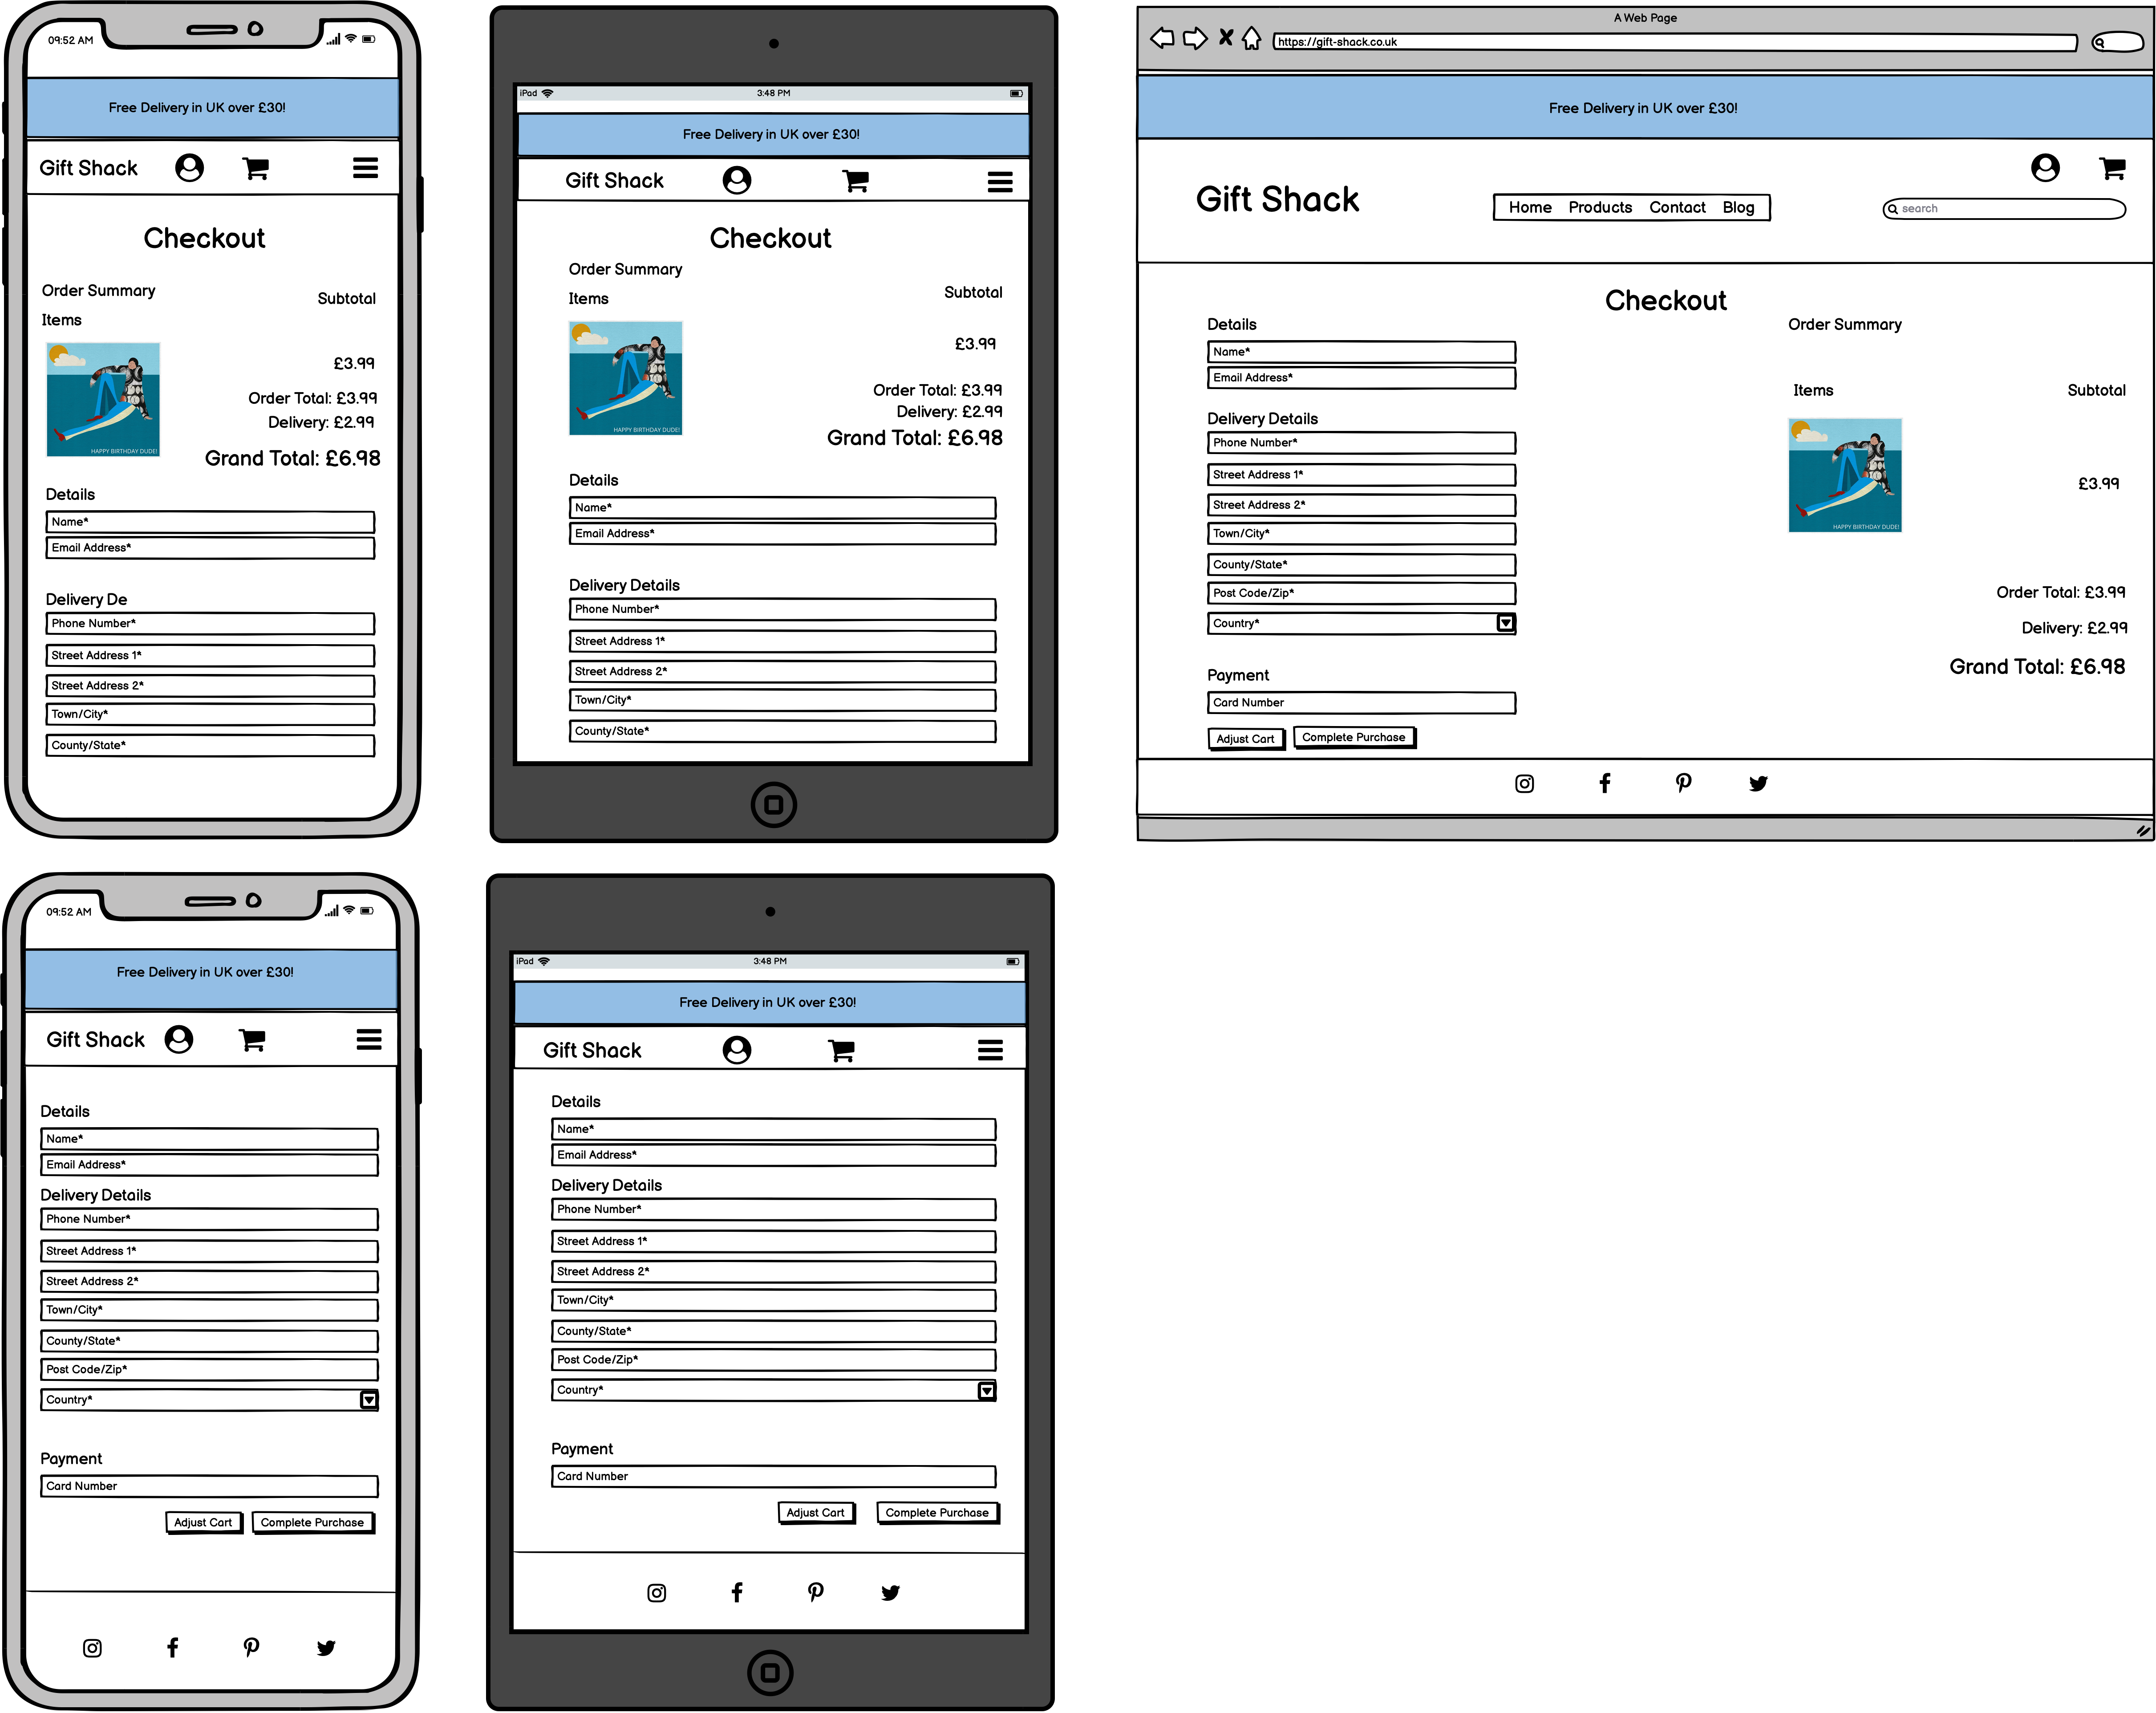 09:52 AM
Free Delivery in UK over £30!
Gift Shack
Checkout
Order Summary
Subtotal
Items
£3.99
HAPPY BIRTHDAY DUDE!
Order Total: £3.99
Delivery: £2.99
Grand Total: £6.98
Details
Name*
Email Address*
Delivery De
Phone Number*
Street Address 1*
Street Address 2*
Town/City*
County/State*
iPad
3:48 PM
Free Delivery in UK over £30!
Gift Shack
Checkout
Order Summary
Items
Subtotal
£3.99
HAPPY BIRTHDAY DUDE!
Order Total: £3.99
Delivery: £2.99
Grand Total: £6.98
Details
Name*
Email Address*
Delivery Details
Phone Number*
Street Address 1*
Street Address 2*
Town/City*
County/State*
A Web Page
https://gift-shack.co.uk
Free Delivery in UK over £30!
Gift Shack
Home Products Contact Blog
search
Checkout
Details
Name*
Email Address*
Delivery Details
Phone Number*
Street Address 1*
Street Address 2*
Town/City*
County/State*
Post Code/Zip*
Country*
Payment
Card Number
Adjust Cart
Complete Purchase
Order Summary
Items
Subtotal
HAPPY BIRTHDAY DUDE!
£3.99
Order Total: £3.99
Delivery: £2.99
Grand Total: £6.98
09:52 AM
Free Delivery in UK over £30!
Gift Shack
Details
Name*
Email Address*
Delivery Details
Phone Number*
Street Address 1*
Street Address 2*
Town/City*
County/State*
Post Code/Zip*
Country*
Payment
Card Number
Adjust Cart
Complete Purchase
iPad
3:48 PM
Free Delivery in UK over £30!
Gift Shack
Details
Name*
Email Address*
Delivery Details
Phone Number*
Street Address 1*
Street Address 2*
Town/City*
County/State*
Post Code/Zip*
Country*
Payment
Card Number
Adjust Cart
Complete Purchase